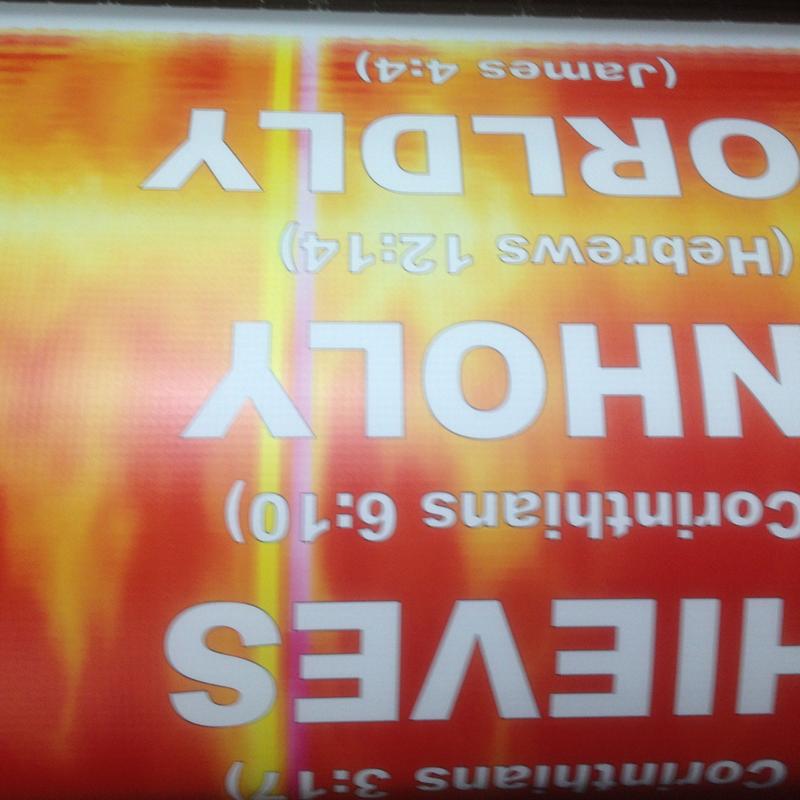 Corinthians 3:17)
HIEVES
Corinthians 6:10)
NHOLY
(Hebrews 12:14)
ORLDLY
(James 4:4)